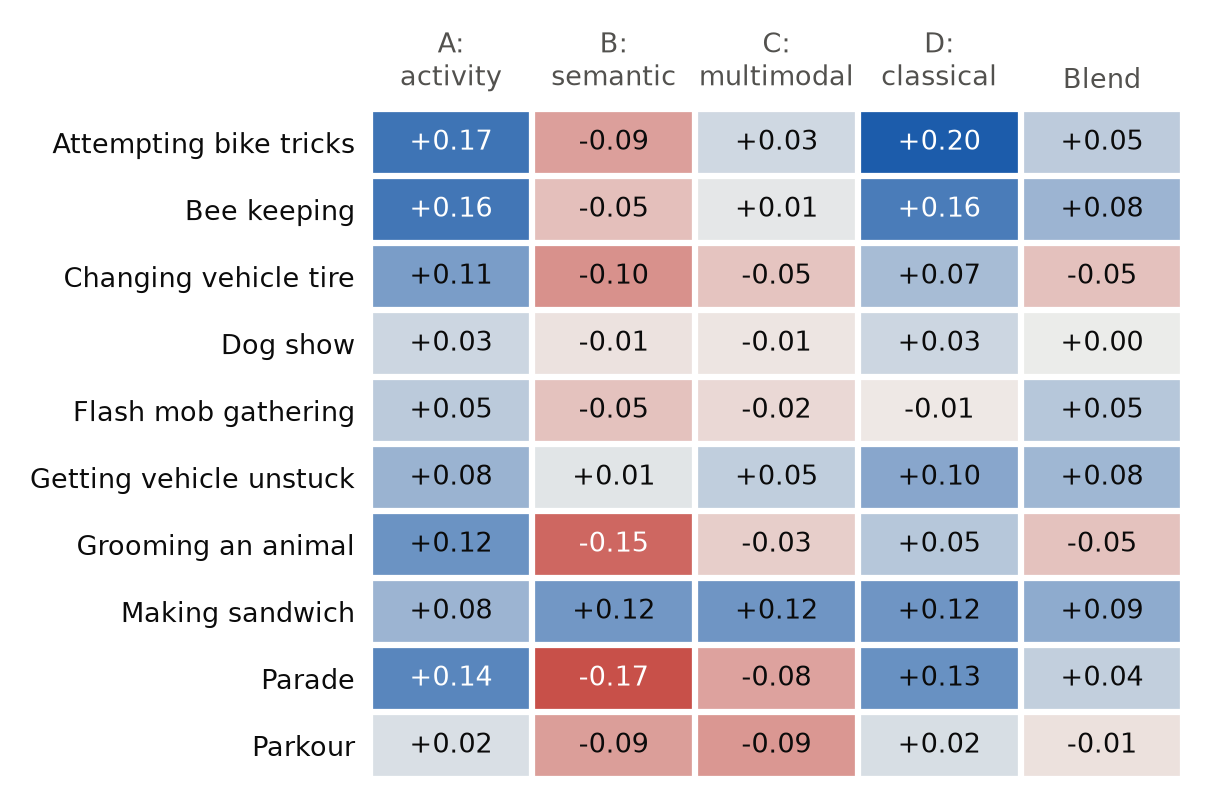 A: B: C: D:
activity semantic multimodal classical Blend
Attempting bike tricks +0.17 -0.09 +0.03 +0.20 +0.05
Bee keeping +0.16 -0.05 +0.01 +0.16 +0.08
Changing vehicle tire +0.11 -0.10 -0.05 +0.07 -0.05
Dog show +0.03 -0.01 -0.01 +0.03 +0.00
Flash mob gathering +0.05 -0.05 -0.02 -0.01 +0.05
Getting vehicle unstuck +0.08 +0.01 +0.05 +0.10 +0.08
Grooming an animal +0.12 -0.15 -0.03 +0.05 -0.05
Making sandwich +0.08 +0.12 +0.12 +0.12 +0.09
Parade +0.14 -0.17 -0.08 +0.13 +0.04
Parkour +0.02 -0.09 -0.09 +0.02 -0.01